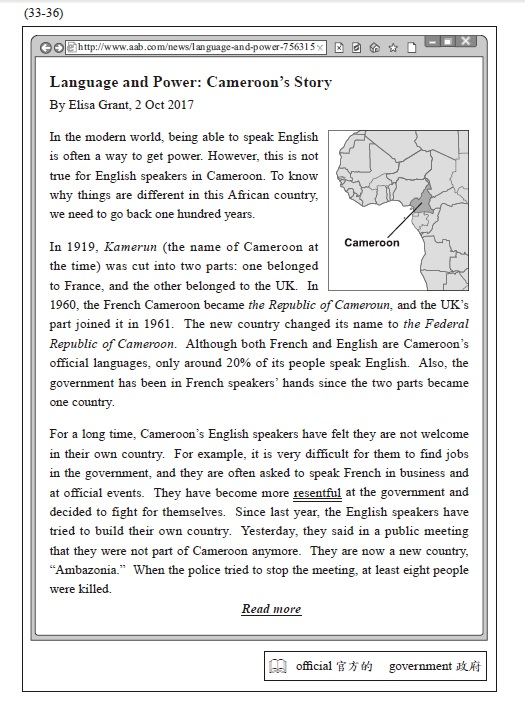 (33-36)
http://www.aab.com/news/language-and-power-756315
Language and Power: Cameroon's Story
By Elisa Grant, 2 Oct 2017
In the modern world, being able to speak English
is often a way to get power. However, this is not
true for English speakers in Cameroon. To know
why things are different in this African country,
we need to go back one hundred years.
Cameroon
In 1919, Kamerun (the name of Cameroon at
the time) was cut into two parts: one belonged
to France, and the other belonged to the UK. In
1960, the French Cameroon became the Republic of Cameroun, and the UK's
part joined it in 1961. The new country changed its name to the Federal
Republic of Cameroon. Although both French and English are Cameroon's
official languages, only around 20% of its people speak English. Also, the
government has been in French speakers' hands since the two parts became
one country.
For a long time, Cameroon's English speakers have felt they are not welcome
in their own country. For example, it is very difficult for them to find jobs
in the government, and they are often asked to speak French in business and
at official events. They have become more resentful at the government and
decided to fight for themselves. Since last year, the English speakers have
tried to build their own country. Yesterday, they said in a public meeting
that they were not part of Cameroon anymore. They are now a new country,
“Ambazonia.” When the police tried to stop the meeting, at least eight people
were killed.
Read more
official 官方的 government 政府